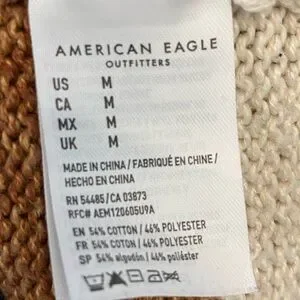 AMERICAN EAGLE
OUTFITTERS
US M
CA M
MX M
UK M
MADE IN CHINA / FABRIQUÉ EN CHINE /
HECHO EN CHINA
RN 54485/CA 03873
RFC# AEM120605U9A
EN 54% COTTON / 46% POLYESTER
FR 54% COTON / 46% POLYESTER
SP 54% algodón / 46% poliéster